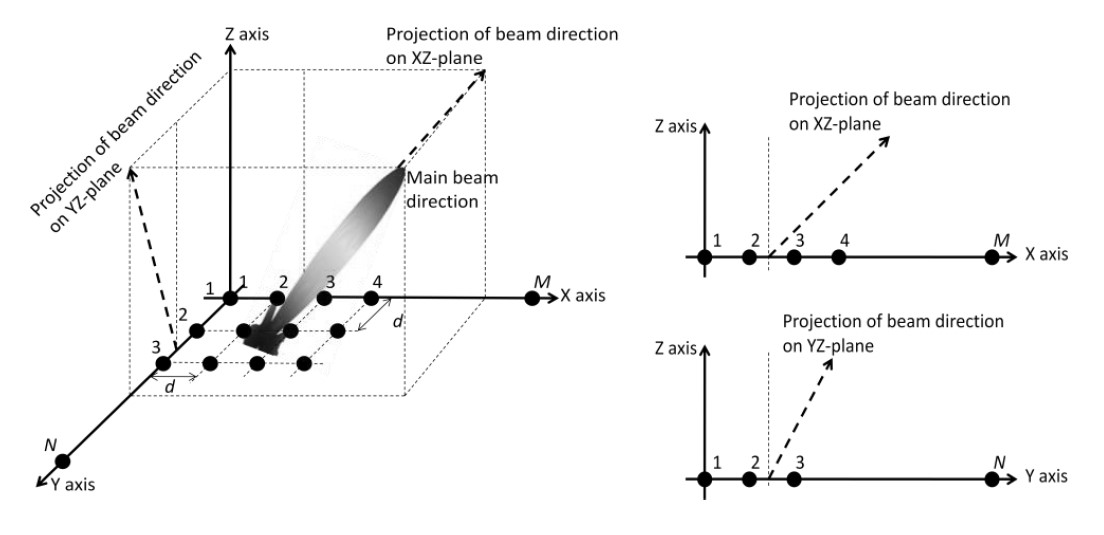 Z axis
Projection of beam direction
on XZ-plane
Projection of beam direction
on YZ-plane
Main beam
direction
1
1
2
3
4
M
X axis
2
d
3
d
N
Y axis
Projection of beam direction
on XZ-plane
Z axis
1
2
3
4
M
X axis
Projection of beam direction
on YZ-plane
Z axis
1
2
3
N
Y axis